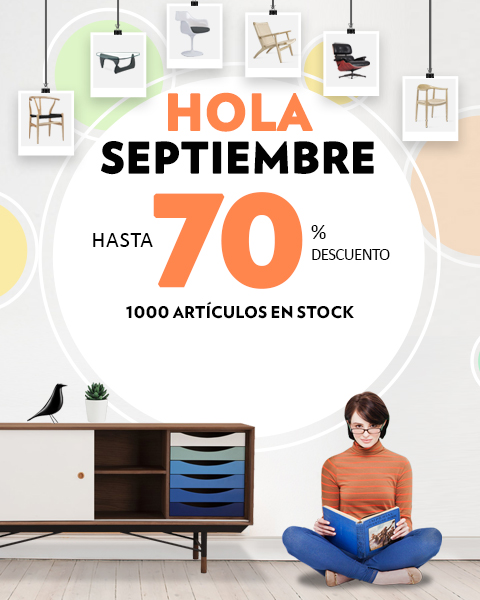 HOLA
SEPTIEMBRE
HASTA 70 %
DESCUENTO
1000 ARTÍCULOS EN STOCK